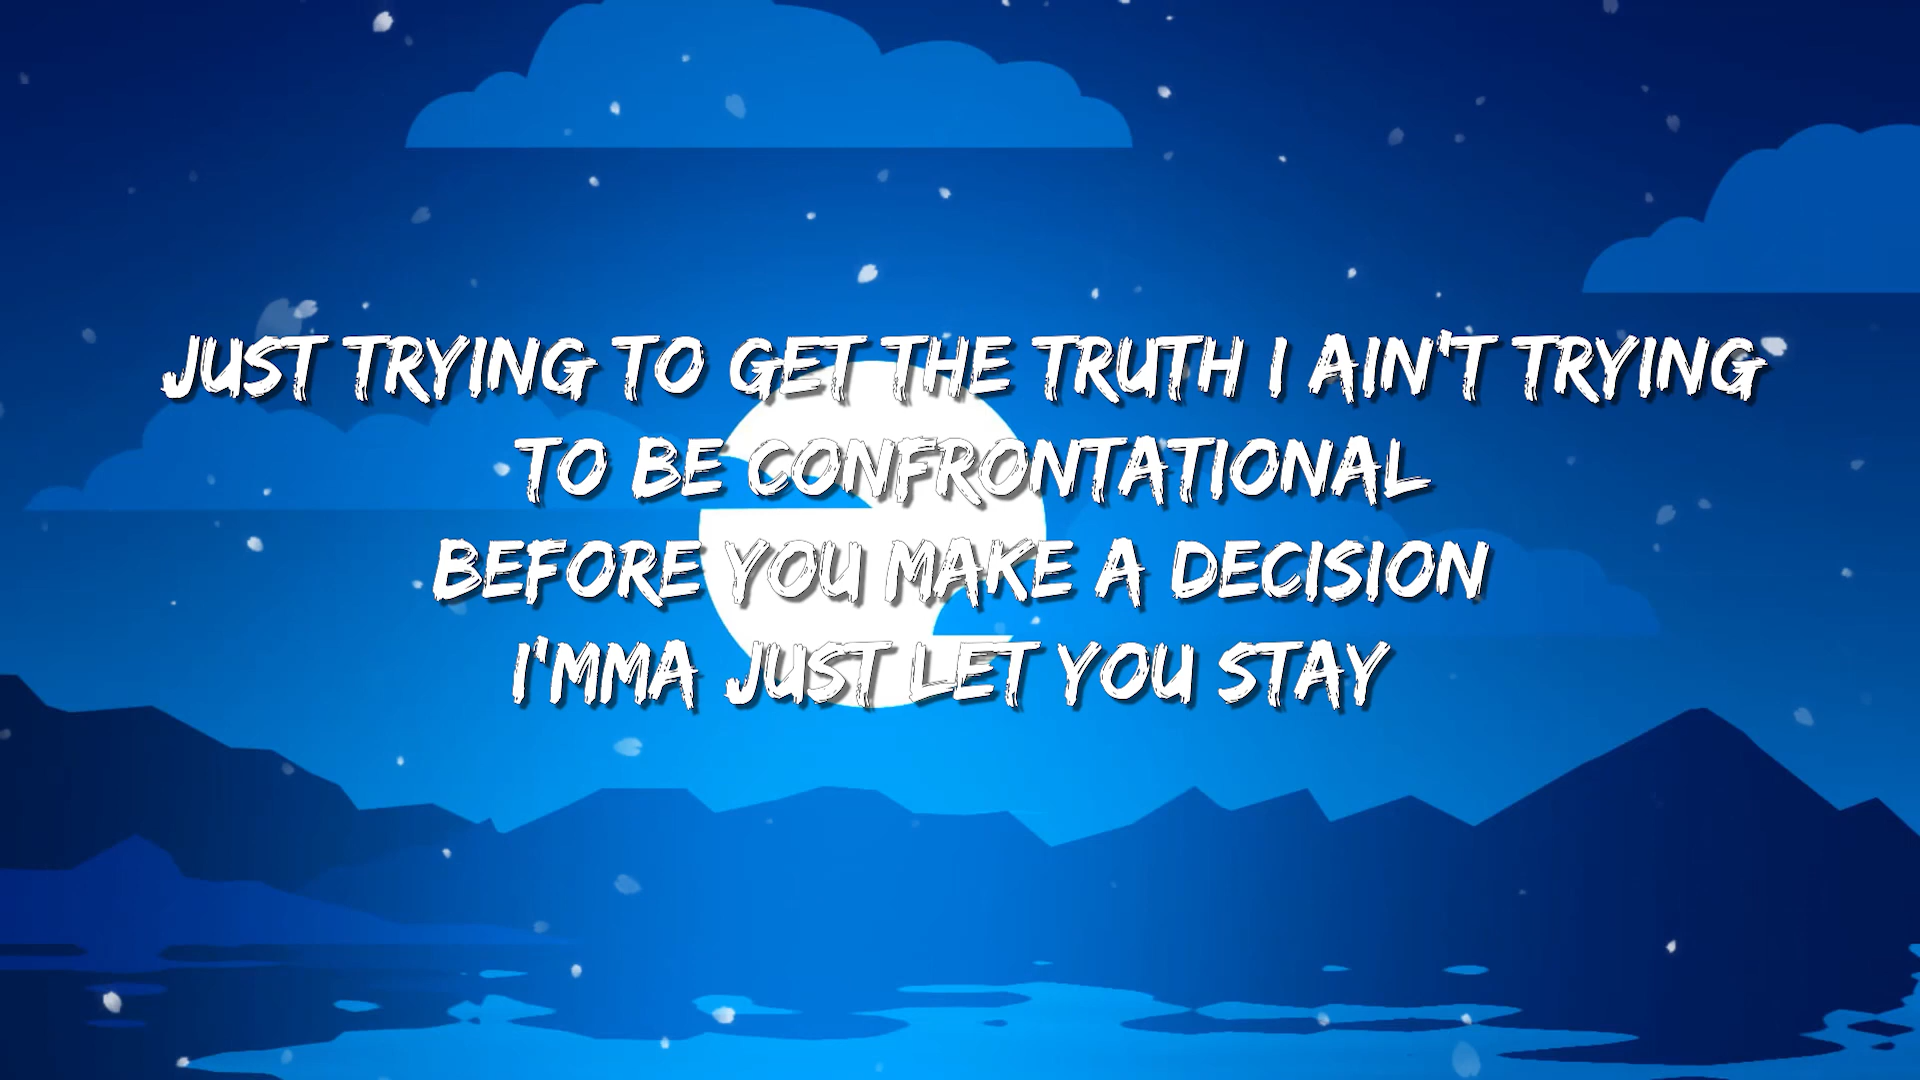 JUST TRYING TO GET THE TRUTH I AIN'T TRYING
TO BE CONFRONTATIONAL
BEFORE YOU MAKE A DECISION
I'MMA JUST LET YOU STAY